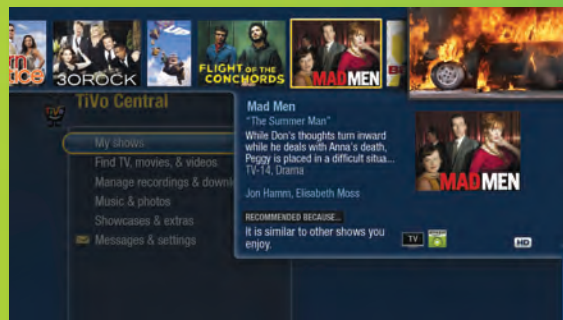 30ROCK
FLIGHT OF THE
CONCHORDS
MAD MEN
TiVo Central
My shows
Find TV, movies, & videos
Manage recordings & downl
Music & photos
Showcases & extras
Messages & settings
Mad Men
“The Summer Man”
While Don's thoughts turn inward
while he deals with Anna's death,
Peggy is placed in a difficult situa...
TV-14, Drama
Jon Hamm, Elisabeth Moss
RECOMMENDED BECAUSE...
It is similar to other shows you
enjoy.
MAD MEN
TV
HD